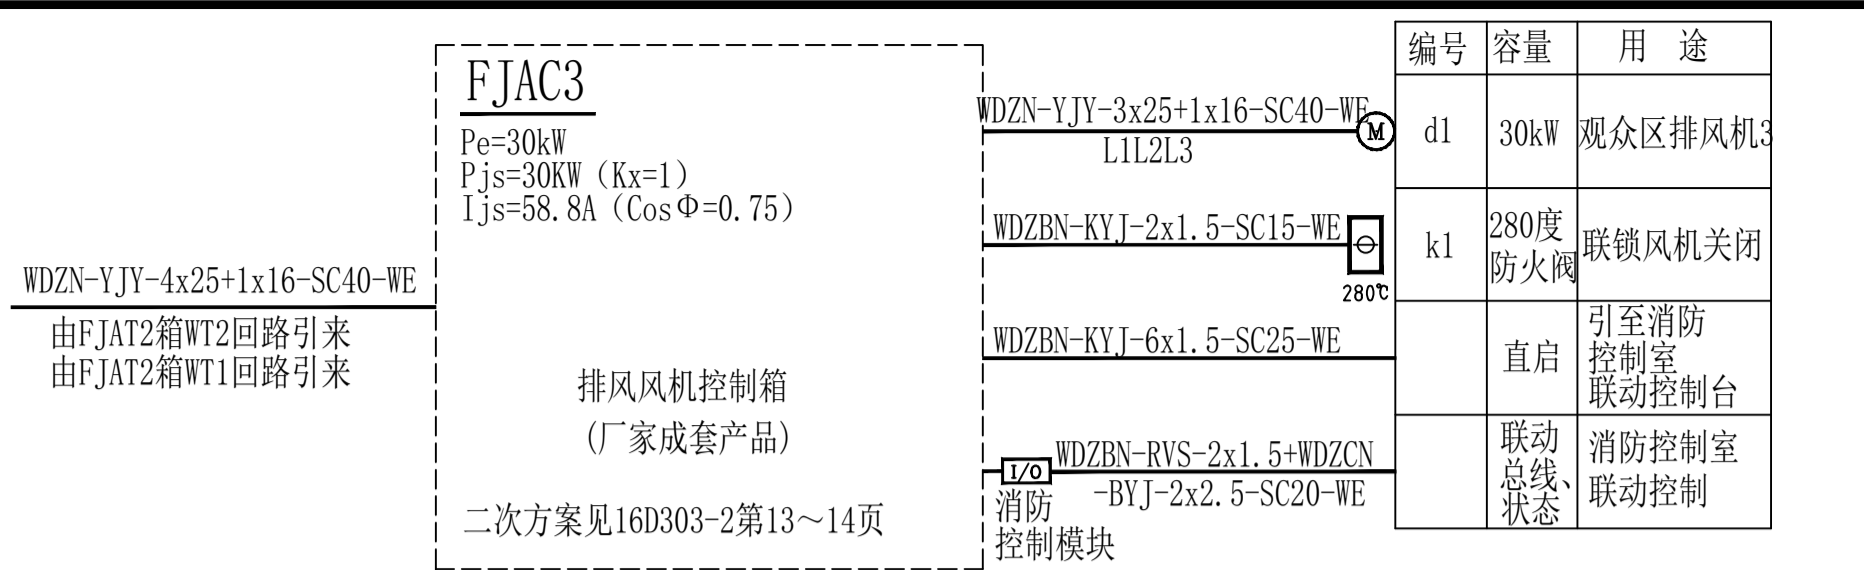 FJAC3
Pe=30kW
Pjs=30KW（Kx=1）
Ijs=58.8A（CosΦ=0.75）
WDZN-YJY-4x25+1x16-SC40-WE
由FJAT2箱WT2回路引来
由FJAT2箱WT1回路引来
排风风机控制箱
(厂家成套产品)
二次方案见16D303-2第13～14页
WDZN-YJY-3x25+1x16-SC40-WE
L1L2L3
M
WDZBN-KYJ-2x1.5-SC15-WE
280℃
WDZBN-KYJ-6x1.5-SC25-WE
I/O
WDZBN-RVS-2x1.5+WDZCN
-BYJ-2x2.5-SC20-WE
消防
控制模块
编号 容量 用 途
d1 30kW 观众区排风机3
k1 280度
防火阀 联锁风机关闭
直启 引至消防
控制室
联动控制台
联动
总线、
状态 消防控制室
联动控制